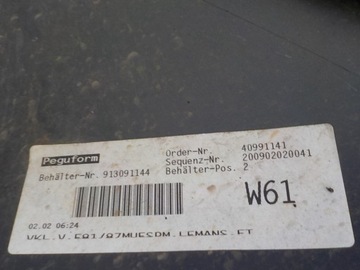 Peguform
Order-Nr. 40991141
Sequenz-Nr. 200902020041
Behälter-Nr. 913091144 Behälter-Pos. 2
W61
02.02 06:24